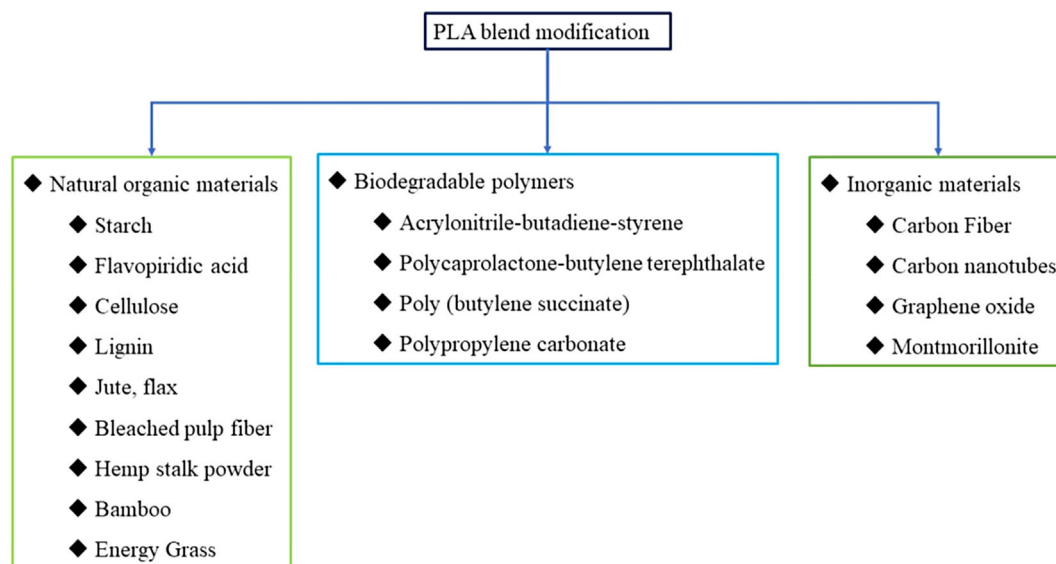 PLA blend modification
◆ Natural organic materials
◆ Starch
◆ Flavopiridic acid
◆ Cellulose
◆ Lignin
◆ Jute, flax
◆ Bleached pulp fiber
◆ Hemp stalk powder
◆ Bamboo
◆ Energy Grass
◆ Biodegradable polymers
◆ Acrylonitrile-butadiene-styrene
◆ Polycaprolactone-butylene terephthalate
◆ Poly (butylene succinate)
◆ Polypropylene carbonate
◆ Inorganic materials
◆ Carbon Fiber
◆ Carbon nanotubes
◆ Graphene oxide
◆ Montmorillonite